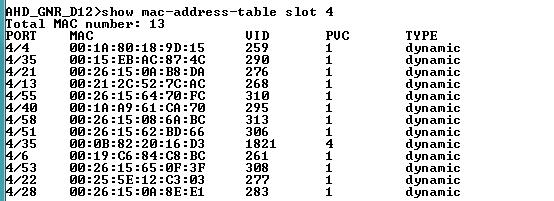 AHD_GNR_D12>show mac-address-table slot 4
Total MAC number: 13
PORT MAC VID PVC TYPE
4/4 00:1A:80:18:9D:15 259 1 dynamic
4/35 00:15:EB:AC:87:4C 290 1 dynamic
4/21 00:26:15:0A:B8:DA 276 1 dynamic
4/13 00:21:2C:52:7C:AC 268 1 dynamic
4/55 00:26:15:64:70:FC 310 1 dynamic
4/40 00:1A:A9:61:CA:70 295 1 dynamic
4/58 00:26:15:08:6A:BC 313 1 dynamic
4/51 00:26:15:62:BD:66 306 1 dynamic
4/35 00:0B:82:20:16:D3 1821 4 dynamic
4/6 00:19:C6:84:C8:BC 261 1 dynamic
4/53 00:26:15:65:0F:3F 308 1 dynamic
4/22 00:25:5E:12:C3:03 277 1 dynamic
4/28 00:26:15:0A:8E:E1 283 1 dynamic